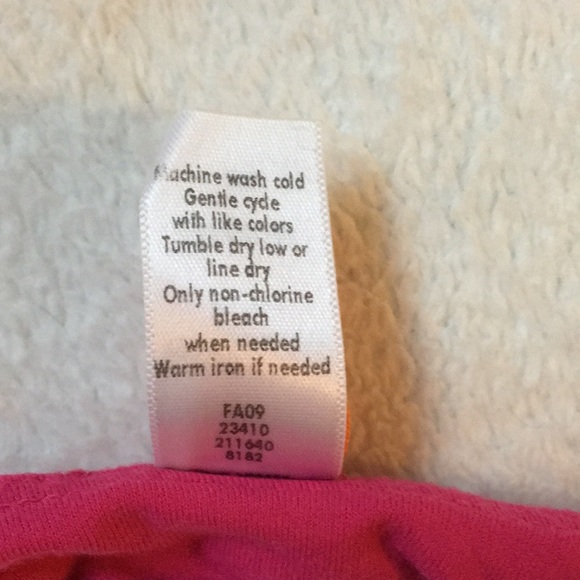 Machine wash cold
Gentle cycle
with like colors
Tumble dry low or
line dry
Only non-chlorine
bleach
when needed
Warm iron if needed
FA09
23410
211640
8182